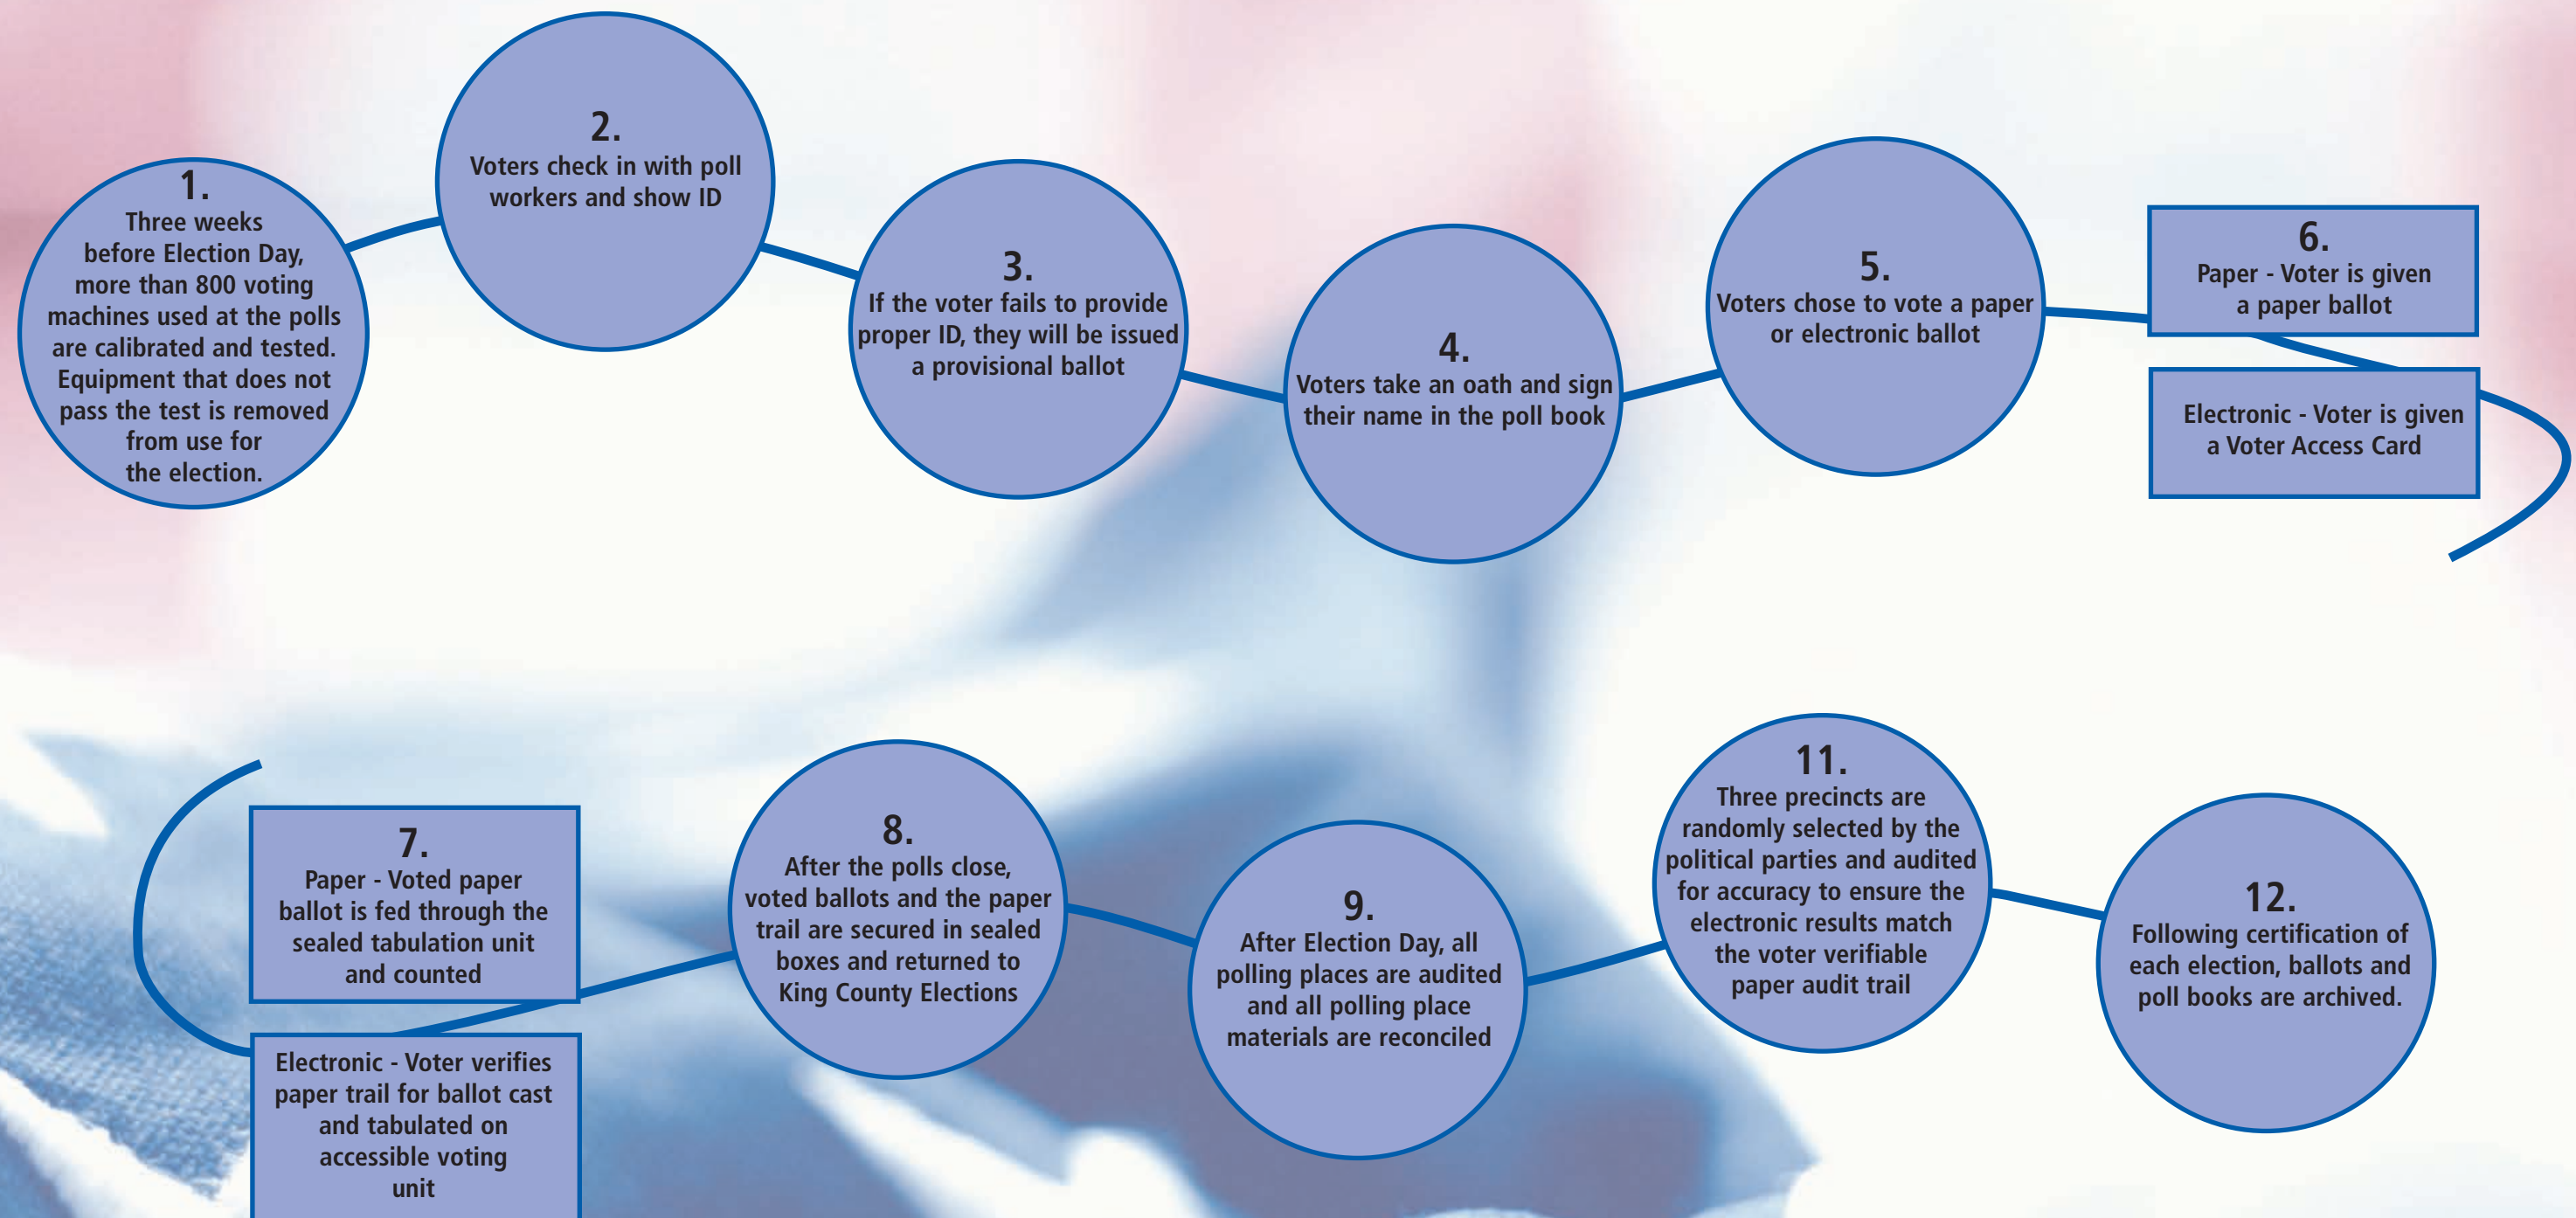 1.
Three weeks
before Election Day,
more than 800 voting
machines used at the polls
are calibrated and tested.
Equipment that does not
pass the test is removed
from use for
the election.
2.
Voters check in with poll
workers and show ID
3.
If the voter fails to provide
proper ID, they will be issued
a provisional ballot
4.
Voters take an oath and sign
their name in the poll book
5.
Voters chose to vote a paper
or electronic ballot
6.
Paper - Voter is given
a paper ballot
Electronic - Voter is given
a Voter Access Card
7.
Paper - Voted paper
ballot is fed through the
sealed tabulation unit
and counted
Electronic - Voter verifies
paper trail for ballot cast
and tabulated on
accessible voting
unit
8.
After the polls close,
voted ballots and the paper
trail are secured in sealed
boxes and returned to
King County Elections
9.
After Election Day, all
polling places are audited
and all polling place
materials are reconciled
11.
Three precincts are
randomly selected by the
political parties and audited
for accuracy to ensure the
electronic results match
the voter verifiable
paper audit trail
12.
Following certification of
each election, ballots and
poll books are archived.